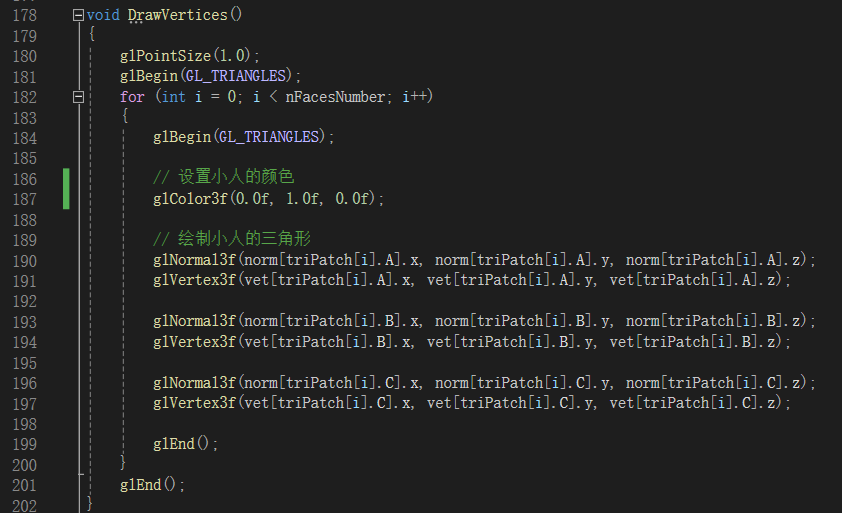 178 void DrawVertices()
179 {
180 glPointSize(1.0);
181 glBegin(GL_TRIANGLES);
182 for (int i = 0; i < nFacesNumber; i++)
183 {
184 glBegin(GL_TRIANGLES);
185
186 // 设置小人的颜色
187 glColor3f(0.0f, 1.0f, 0.0f);
188
189 // 绘制小人的三角形
190 glNormal3f(norm[triPatch[i].A].x, norm[triPatch[i].A].y, norm[triPatch[i].A].z);
191 glVertex3f(vet[triPatch[i].A].x, vet[triPatch[i].A].y, vet[triPatch[i].A].z);
192
193 glNormal3f(norm[triPatch[i].B].x, norm[triPatch[i].B].y, norm[triPatch[i].B].z);
194 glVertex3f(vet[triPatch[i].B].x, vet[triPatch[i].B].y, vet[triPatch[i].B].z);
195
196 glNormal3f(norm[triPatch[i].C].x, norm[triPatch[i].C].y, norm[triPatch[i].C].z);
197 glVertex3f(vet[triPatch[i].C].x, vet[triPatch[i].C].y, vet[triPatch[i].C].z);
198
199 glEnd();
200 }
201 glEnd();
202 }